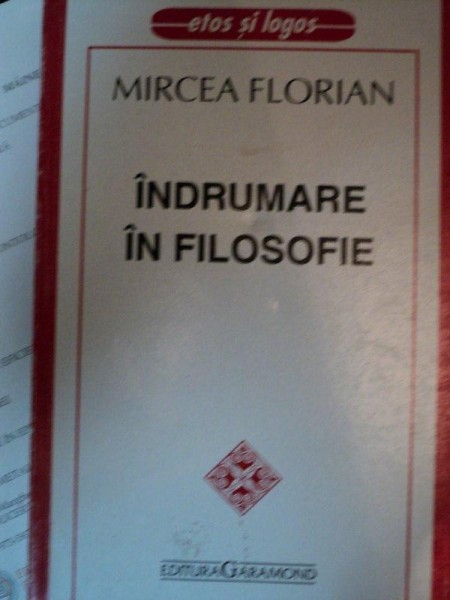 etos și logos
MIRCEA FLORIAN
ÎNDRUMARE
ÎN FILOSOFIE
EDITURA GARAMOND